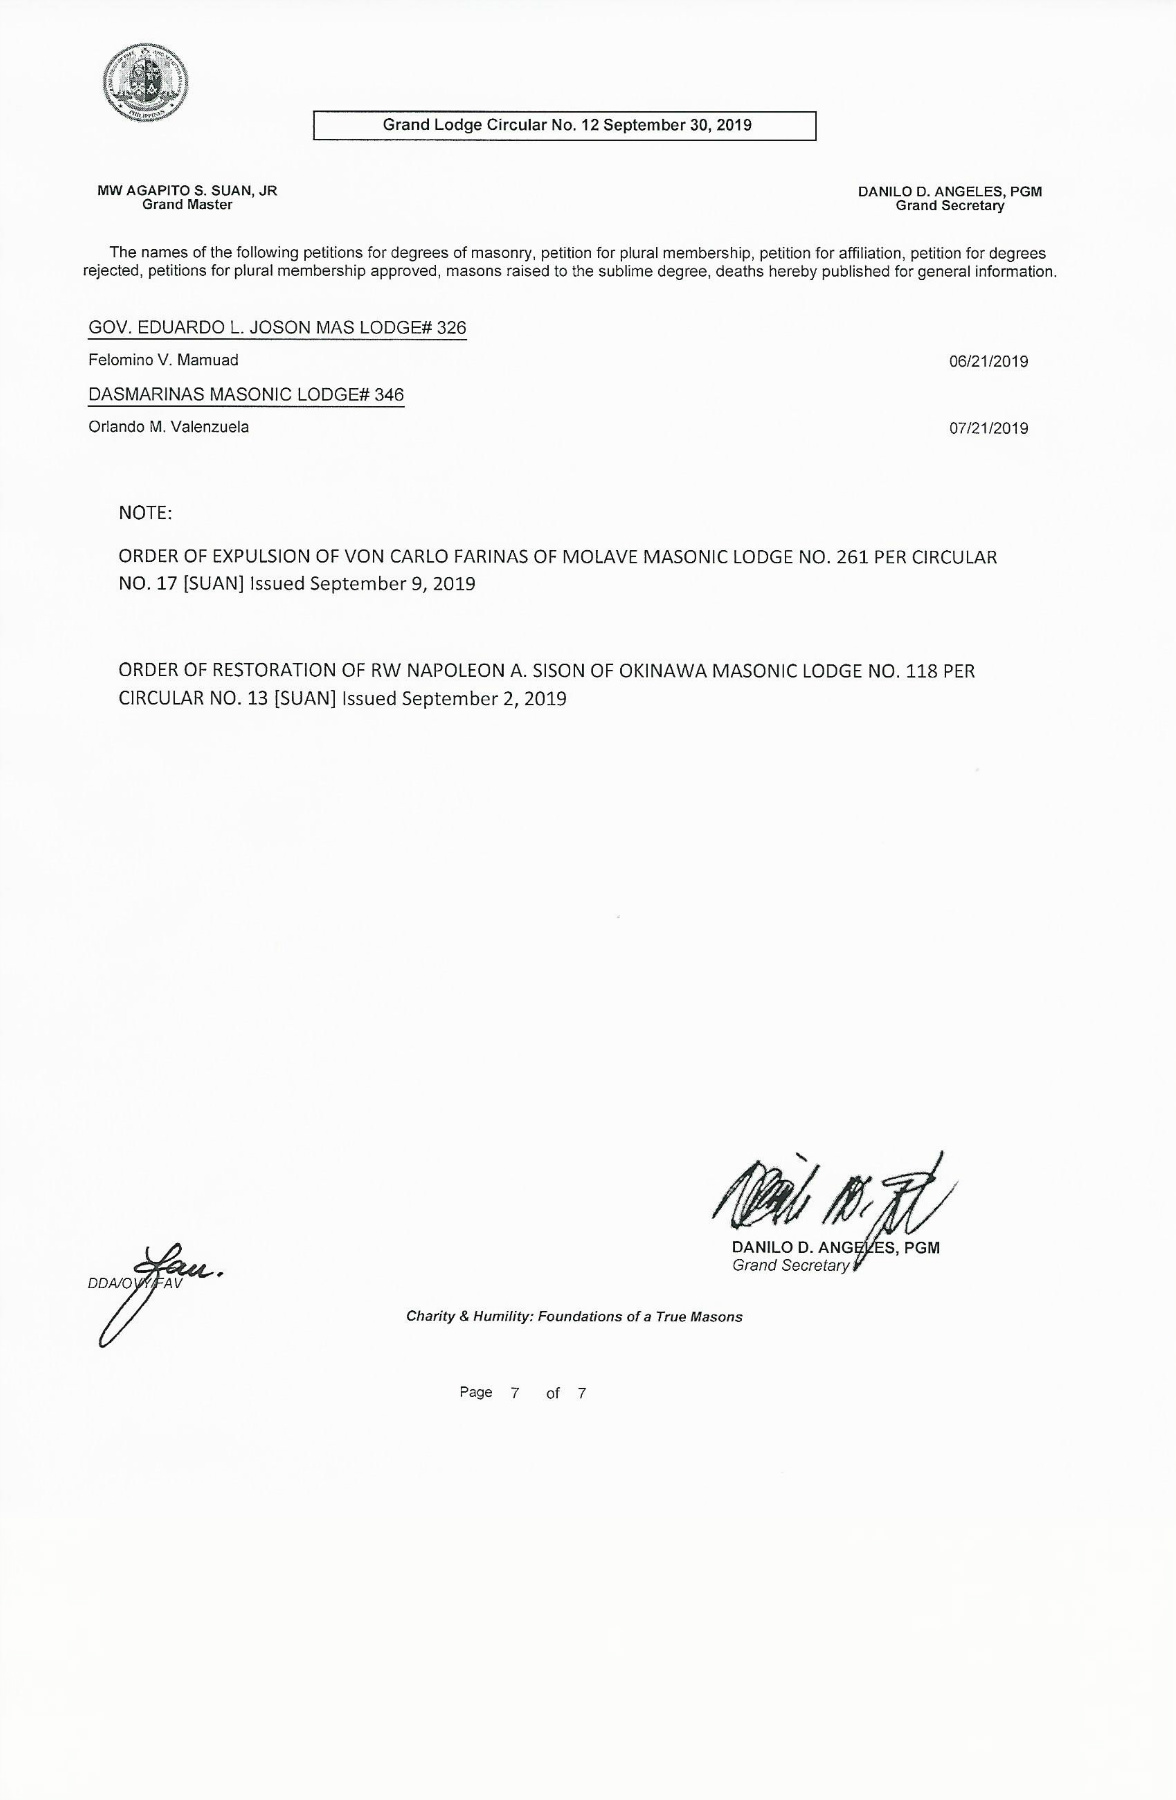 PHILIPPINES
Grand Lodge Circular No. 12 September 30, 2019
MW AGAPITO S. SUAN, JR
Grand Master
DANILO D. ANGELES, PGM
Grand Secretary
The names of the following petitions for degrees of masonry, petition for plural membership, petition for affiliation, petition for degrees
rejected, petitions for plural membership approved, masons raised to the sublime degree, deaths hereby published for general information.
GOV. EDUARDO L. JOSON MAS LODGE# 326
Felomino V. Mamuad 06/21/2019
DASMARINAS MASONIC LODGE# 346
Orlando M. Valenzuela 07/21/2019
NOTE:
ORDER OF EXPULSION OF VON CARLO FARINAS OF MOLAVE MASONIC LODGE NO. 261 PER CIRCULAR
NO. 17 [SUAN] Issued September 9, 2019
ORDER OF RESTORATION OF RW NAPOLEON A. SISON OF OKINAWA MASONIC LODGE NO. 118 PER
CIRCULAR NO. 13 [SUAN] Issued September 2, 2019
DANILO D. ANGELES, PGM
Grand Secretary
DDA/OVY/FAV
Charity & Humility: Foundations of a True Masons
Page 7 of 7